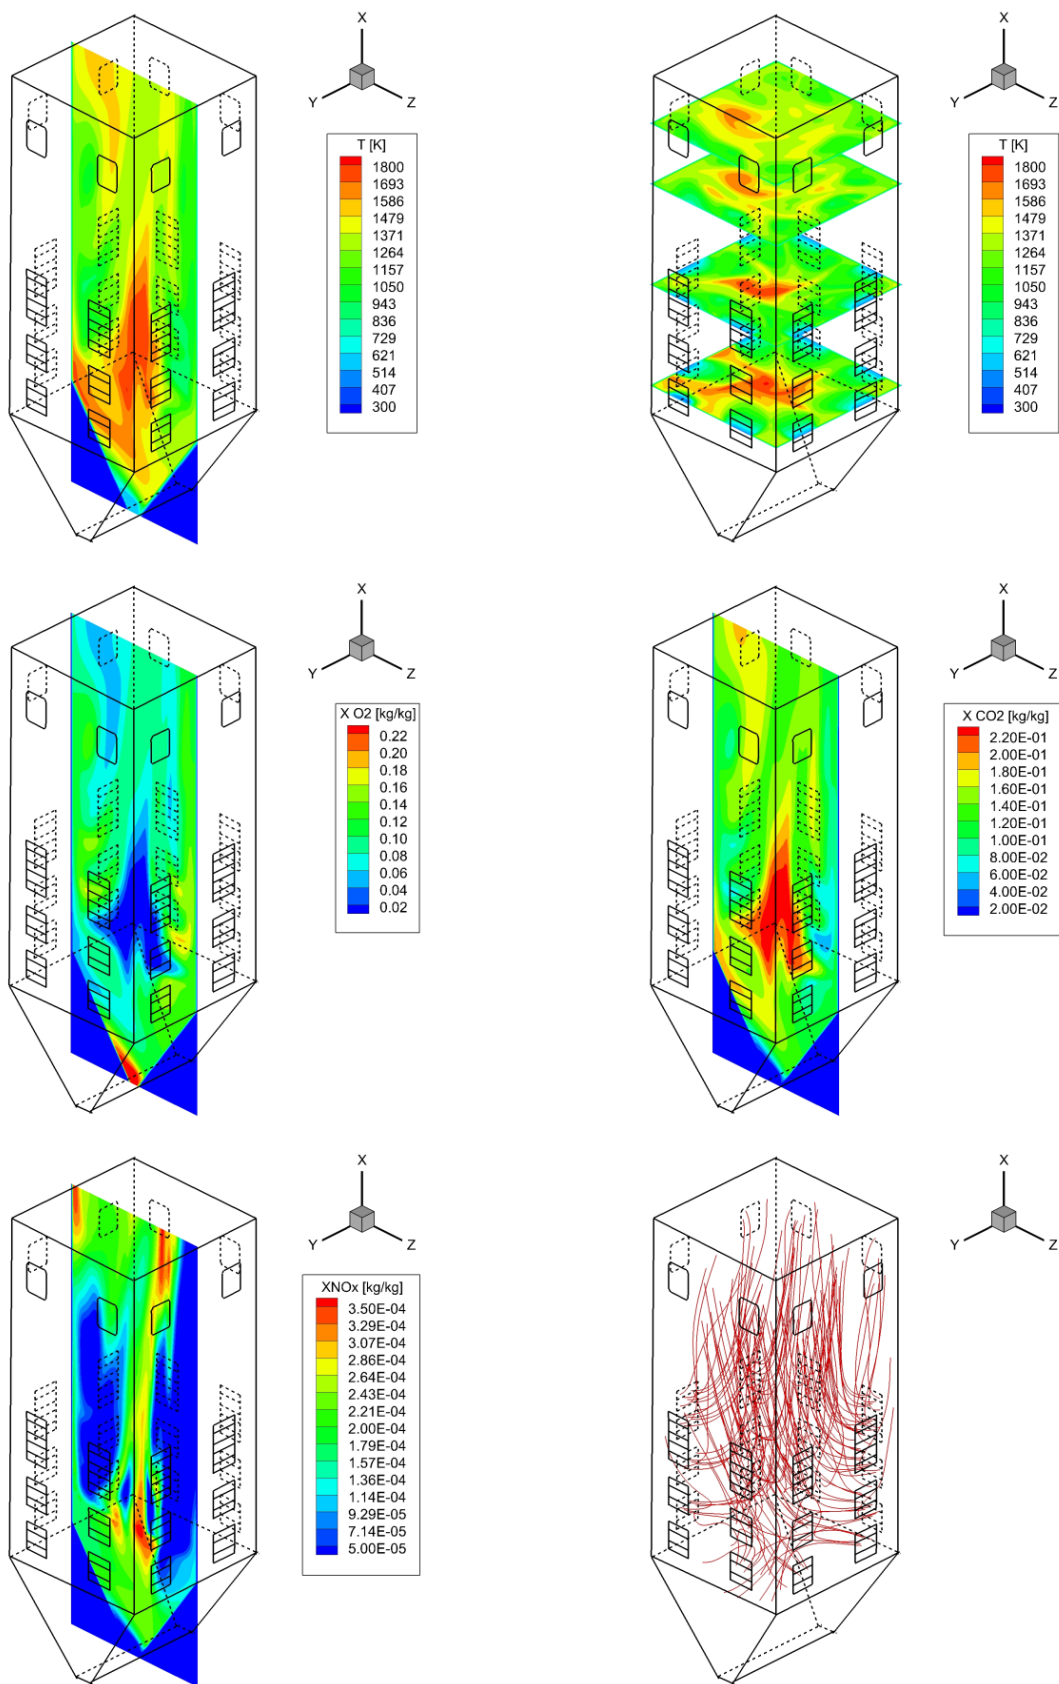 X
Y
Z
T [K]
1800
1693
1586
1479
1371
1264
1157
1050
943
836
729
621
514
407
300
X
Y
Z
T [K]
1800
1693
1586
1479
1371
1264
1157
1050
943
836
729
621
514
407
300
X
Y
Z
X O2 [kg/kg]
0.22
0.20
0.18
0.16
0.14
0.12
0.10
0.08
0.06
0.04
0.02
X
Y
Z
X CO2 [kg/kg]
2.20E-01
2.00E-01
1.80E-01
1.60E-01
1.40E-01
1.20E-01
1.00E-01
8.00E-02
6.00E-02
4.00E-02
2.00E-02
X
Y
Z
XNOx [kg/kg]
3.50E-04
3.29E-04
3.07E-04
2.86E-04
2.64E-04
2.43E-04
2.21E-04
2.00E-04
1.79E-04
1.57E-04
1.36E-04
1.14E-04
9.29E-05
7.14E-05
5.00E-05
X
Y
Z